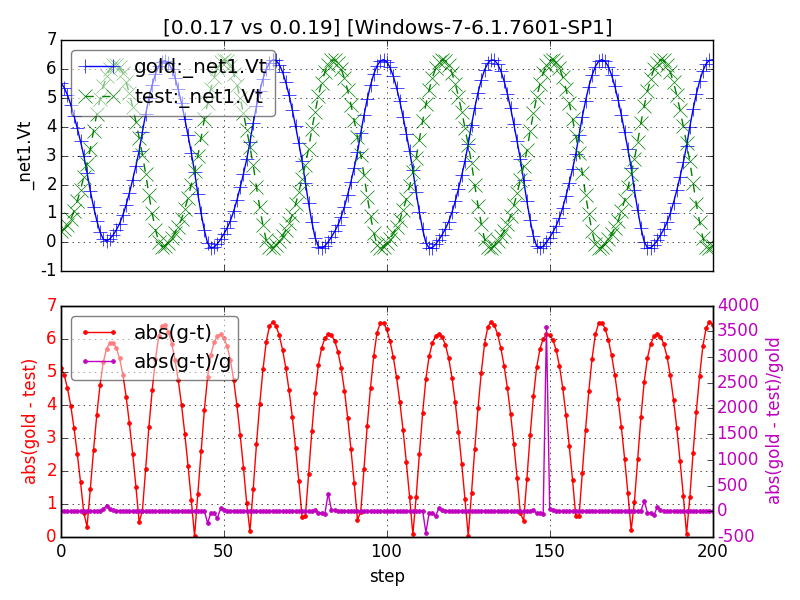 [0.0.17 vs 0.0.19] [Windows-7-6.1.7601-SP1]
7
6
5
4
3
2
1
0
-1
_net1.Vt
gold:_net1.Vt
test:_net1.Vt
7
6
5
4
3
2
1
0
abs(gold - test)
abs(g-t)
abs(g-t)/g
4000
3500
3000
2500
2000
1500
1000
500
0
-500
abs(gold - test)/gold
0 50 100 150 200
step